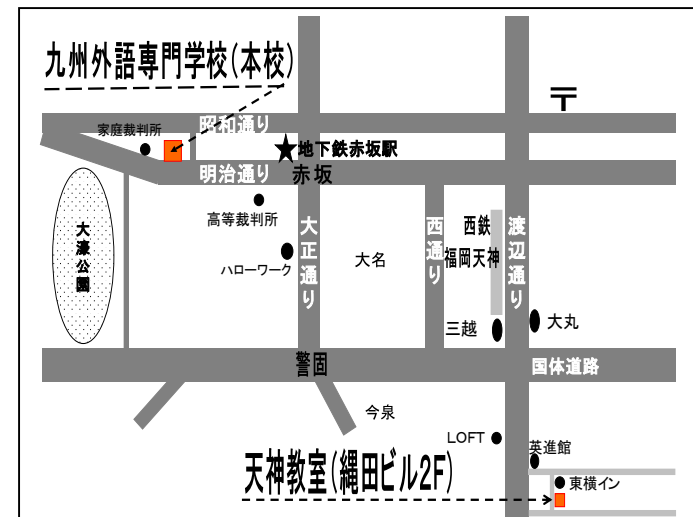 九州外語専門学校(本校)
〒
昭和通り
家庭裁判所
地下鉄赤坂駅
明治通り
赤坂
高等裁判所
大濠公園
大正通り
西通り
西鉄
福岡天神
渡辺通り
ハローワーク
大名
三越
大丸
警固
国体道路
今泉
LOFT
英進館
天神教室(縄田ビル2F)
東横イン